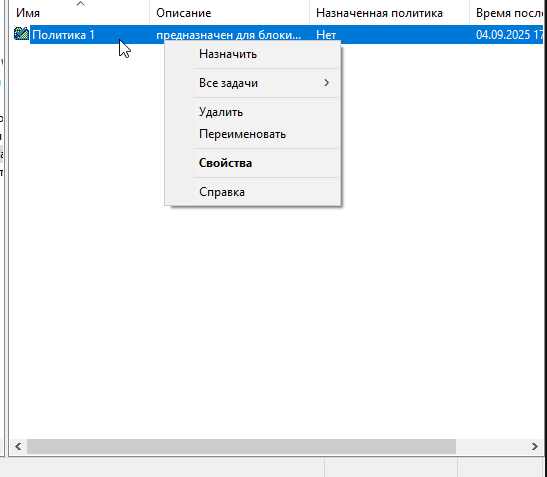 Имя Описание Назначенная политика Время после
Политика 1 предназначен для блоки... Нет 04.09.2025 17
Назначить
Все задачи
Удалить
Переименовать
Свойства
Справка